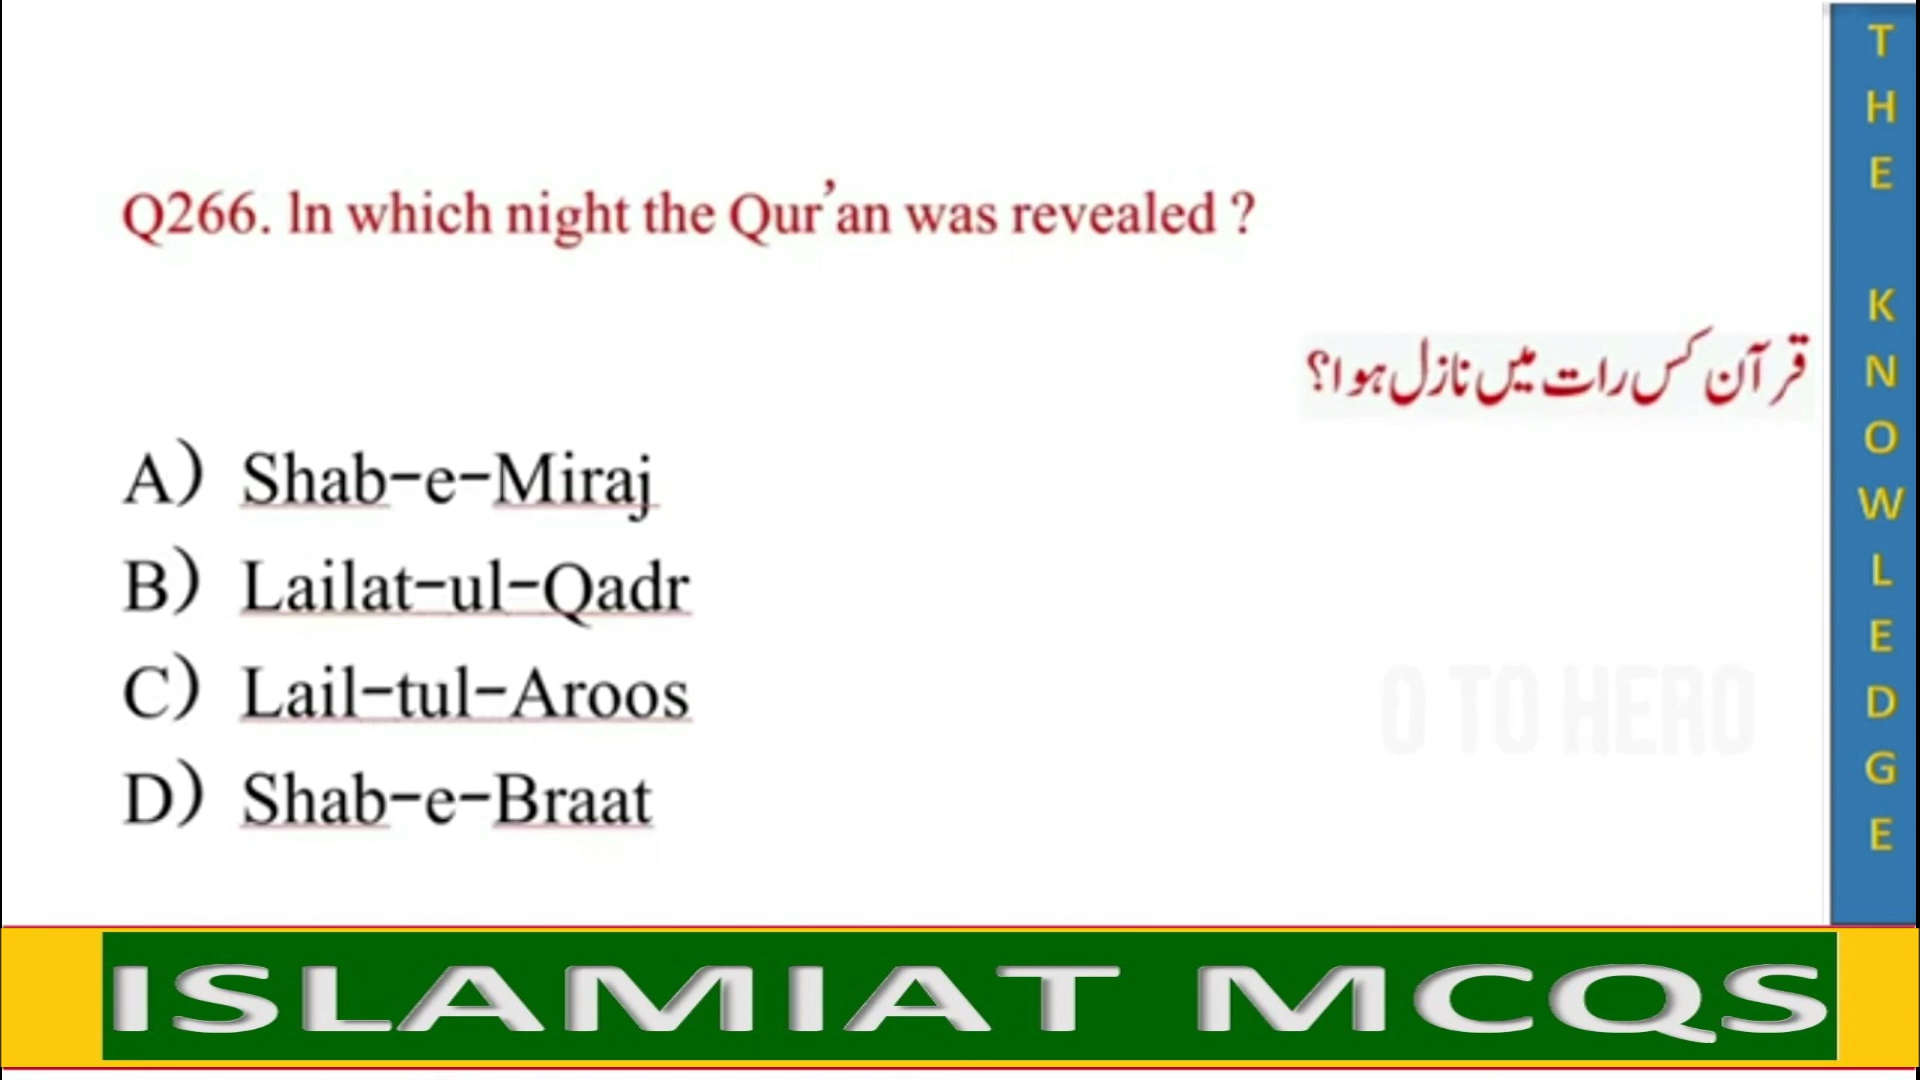 Q266. In which night the Qur’an was revealed ?
قرآن کس رات میں نازل ہوا؟
A) Shab-e-Miraj
B) Lailat-ul-Qadr
C) Lail-tul-Aroos
D) Shab-e-Braat
0 TO HERO
THE KNOWLEDGE
ISLAMIAT MCQS